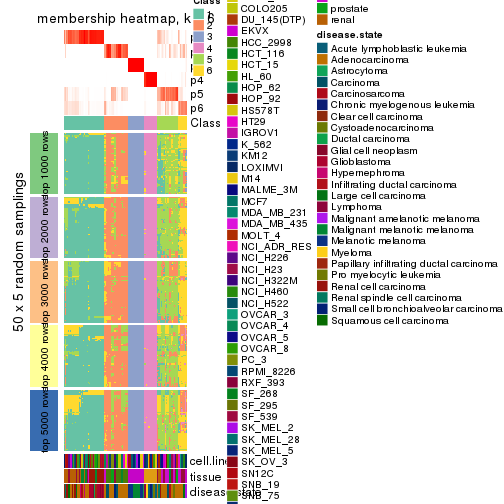 membership heatmap, k = 6
p4
p5
p6
Class
50 x 5 random samplings
top 1000 rows
top 2000 rows
top 3000 rows
top 4000 rows
top 5000 rows
cell.line
tissue
disease.state
Class
1
2
3
4
5
6
COLO205
DU_145(DTP)
EKVX
HCC_2998
HCT_116
HCT_15
HL_60
HOP_62
HOP_92
HS578T
HT29
IGROV1
K_562
KM12
LOXIMVI
M14
MALME_3M
MCF7
MDA_MB_231
MDA_MB_435
MOLT_4
NCI_ADR_RES
NCI_H226
NCI_H23
NCI_H322M
NCI_H460
NCI_H522
OVCAR_3
OVCAR_4
OVCAR_5
OVCAR_8
PC_3
RPMI_8226
RXF_393
SF_268
SF_295
SF_539
SK_MEL_2
SK_MEL_28
SK_MEL_5
SK_OV_3
SN12C
SNB_19
SNB_75
prostate
renal
disease.state
Acute lymphoblastic leukemia
Adenocarcinoma
Astrocytoma
Carcinoma
Carcinosarcoma
Chronic myelogenous leukemia
Clear cell carcinoma
Cystoadenocarcinoma
Ductal carcinoma
Glial cell neoplasm
Glioblastoma
Hypernephroma
Infiltrating ductal carcinoma
Large cell carcinoma
Lymphoma
Malignant amelanotic melanoma
Malignant melanotic melanoma
Melanotic melanoma
Myeloma
Papillary infiltrating ductal carcinoma
Pro myelocytic leukemia
Renal cell carcinoma
Renal spindle cell carcinoma
Small cell bronchioalveolar carcinoma
Squamous cell carcinoma